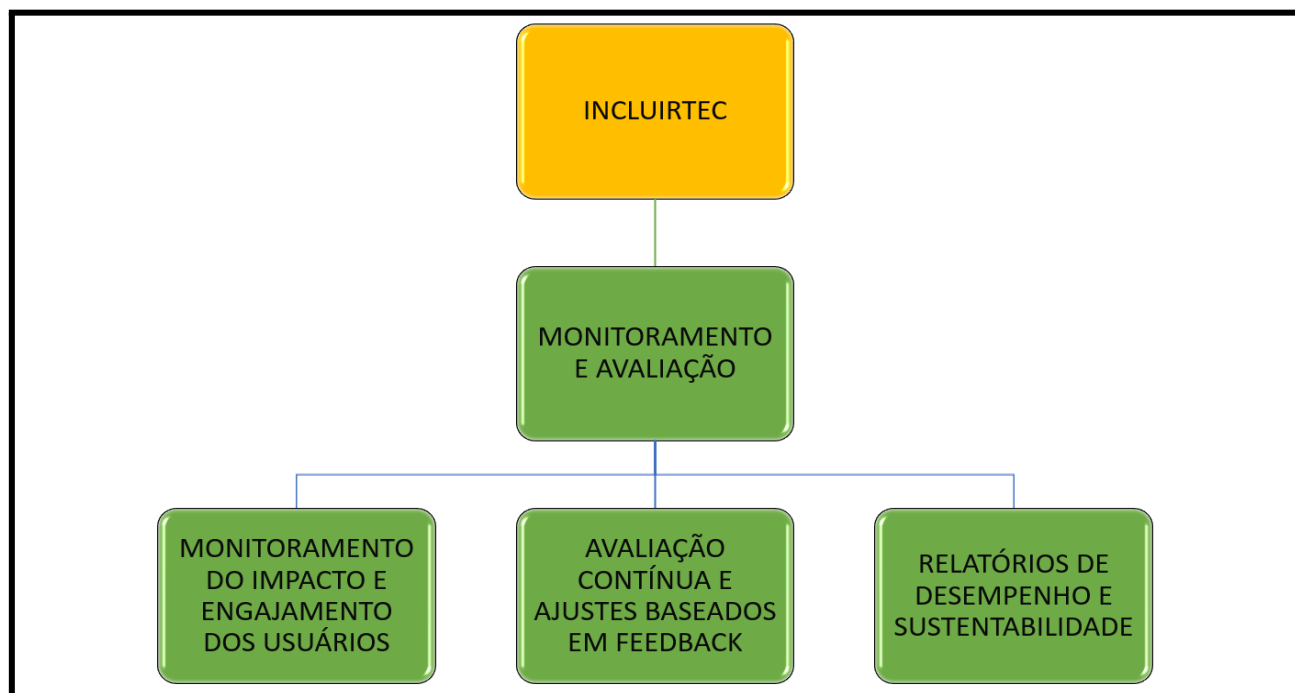 INCLUIRTEC
MONITORAMENTO
E AVALIAÇÃO
MONITORAMENTO
DO IMPACTO E
ENGAJAMENTO
DOS USUÁRIOS
AVALIAÇÃO
CONTÍNUA E
AJUSTES BASEADOS
EM FEEDBACK
RELATÓRIOS DE
DESEMPENHO E
SUSTENTABILIDADE